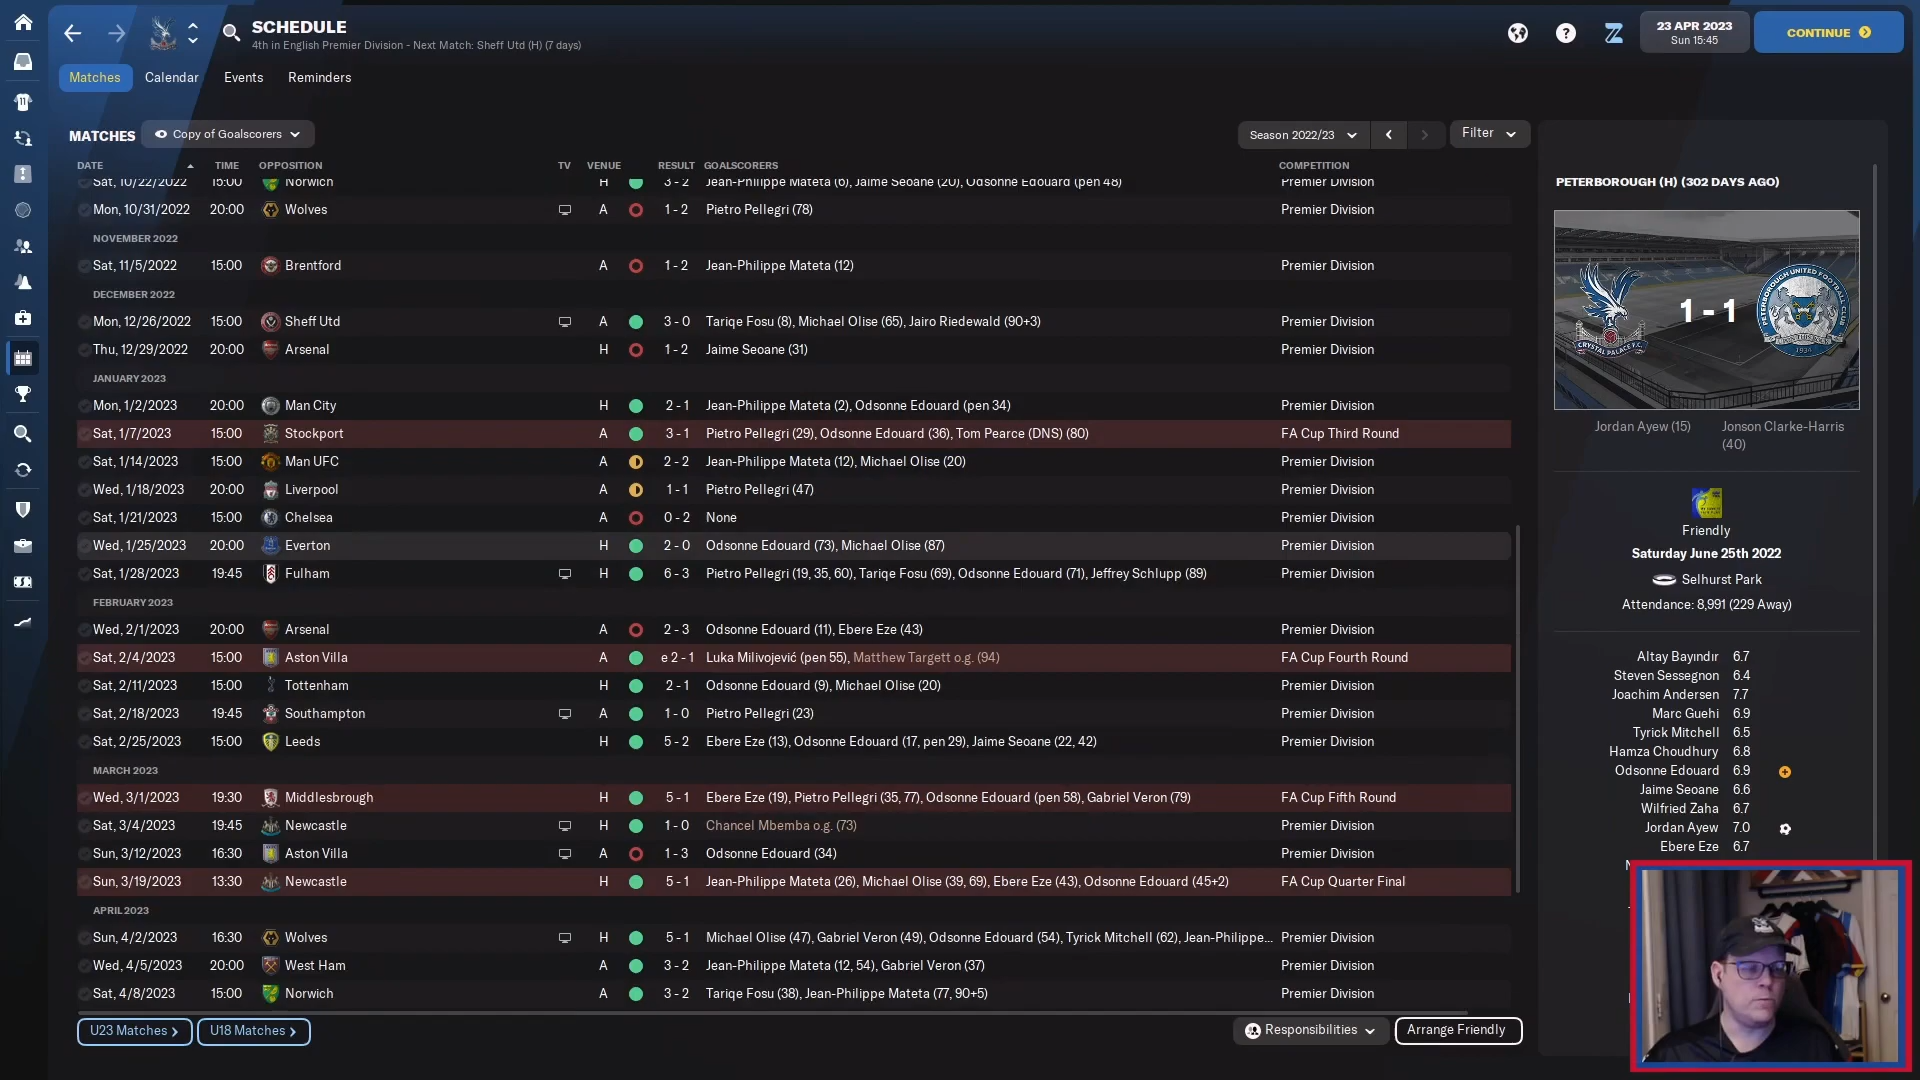 SCHEDULE
4th in English Premier Division - Next Match: Sheff Utd (H) (7 days)
23 APR 2023
Sun 15:45
CONTINUE
Matches Calendar Events Reminders
MATCHES Copy of Goalscorers Season 2022/23 Filter
DATE TIME OPPOSITION TV VENUE RESULT GOALSCORERS COMPETITION
Sat, 10/22/2022 15:00 Norwich H 3 - 2 Jean-Philippe Mateta (6), Jaime Seoane (20), Odsonne Edouard (pen 48) Premier Division
Mon, 10/31/2022 20:00 Wolves A 1 - 2 Pietro Pellegri (78) Premier Division
NOVEMBER 2022
Sat, 11/5/2022 15:00 Brentford A 1 - 2 Jean-Philippe Mateta (12) Premier Division
DECEMBER 2022
Mon, 12/26/2022 15:00 Sheff Utd A 3 - 0 Tariqe Fosu (8), Michael Olise (65), Jairo Riedewald (90+3) Premier Division
Thu, 12/29/2022 20:00 Arsenal H 1 - 2 Jaime Seoane (31) Premier Division
JANUARY 2023
Mon, 1/2/2023 20:00 Man City H 2 - 1 Jean-Philippe Mateta (2), Odsonne Edouard (pen 34) Premier Division
Sat, 1/7/2023 15:00 Stockport A 3 - 1 Pietro Pellegri (29), Odsonne Edouard (36), Tom Pearce (DNS) (80) FA Cup Third Round
Sat, 1/14/2023 15:00 Man UFC A 2 - 2 Jean-Philippe Mateta (12), Michael Olise (20) Premier Division
Wed, 1/18/2023 20:00 Liverpool A 1 - 1 Pietro Pellegri (47) Premier Division
Sat, 1/21/2023 15:00 Chelsea A 0 - 2 None Premier Division
Wed, 1/25/2023 20:00 Everton H 2 - 0 Odsonne Edouard (73), Michael Olise (87) Premier Division
Sat, 1/28/2023 19:45 Fulham H 6 - 3 Pietro Pellegri (19, 35, 60), Tariqe Fosu (69), Odsonne Edouard (71), Jeffrey Schlupp (89) Premier Division
FEBRUARY 2023
Wed, 2/1/2023 20:00 Arsenal A 2 - 3 Odsonne Edouard (11), Ebere Eze (43) Premier Division
Sat, 2/4/2023 15:00 Aston Villa A e 2 - 1 Luka Milivojević (pen 55), Matthew Targett o.g. (94) FA Cup Fourth Round
Sat, 2/11/2023 15:00 Tottenham H 2 - 1 Odsonne Edouard (9), Michael Olise (20) Premier Division
Sat, 2/18/2023 19:45 Southampton A 1 - 0 Pietro Pellegri (23) Premier Division
Sat, 2/25/2023 15:00 Leeds H 5 - 2 Ebere Eze (13), Odsonne Edouard (17, pen 29), Jaime Seoane (22, 42) Premier Division
MARCH 2023
Wed, 3/1/2023 19:30 Middlesbrough H 5 - 1 Ebere Eze (19), Pietro Pellegri (35, 77), Odsonne Edouard (pen 58), Gabriel Veron (79) FA Cup Fifth Round
Sat, 3/4/2023 19:45 Newcastle H 1 - 0 Chancel Mbemba o.g. (73) Premier Division
Sun, 3/12/2023 16:30 Aston Villa A 1 - 3 Odsonne Edouard (34) Premier Division
Sun, 3/19/2023 13:30 Newcastle H 5 - 1 Jean-Philippe Mateta (26), Michael Olise (39, 69), Ebere Eze (43), Odsonne Edouard (45+2) FA Cup Quarter Final
APRIL 2023
Sun, 4/2/2023 16:30 Wolves H 5 - 1 Michael Olise (47), Gabriel Veron (49), Odsonne Edouard (54), Tyrick Mitchell (62), Jean-Philippe... Premier Division
Wed, 4/5/2023 20:00 West Ham A 3 - 2 Jean-Philippe Mateta (12, 54), Gabriel Veron (37) Premier Division
Sat, 4/8/2023 15:00 Norwich A 3 - 2 Tariqe Fosu (38), Jean-Philippe Mateta (77, 90+5) Premier Division
U23 Matches U18 Matches Responsibilities Arrange Friendly
PETERBOROUGH (H) (302 DAYS AGO)
CRYSTAL PALACE F.C.
1 - 1
PETERBOROUGH UNITED FOOTBALL CLUB
1934
Jordan Ayew (15) Jonson Clarke-Harris (40)
Friendly
Saturday June 25th 2022
Selhurst Park
Attendance: 8,991 (229 Away)
Altay Bayındır 6.7
Steven Sessegnon 6.4
Joachim Andersen 7.7
Marc Guehi 6.9
Tyrick Mitchell 6.5
Hamza Choudhury 6.8
Odsonne Edouard 6.9
Jaime Seoane 6.6
Wilfried Zaha 6.7
Jordan Ayew 7.0
Ebere Eze 6.7